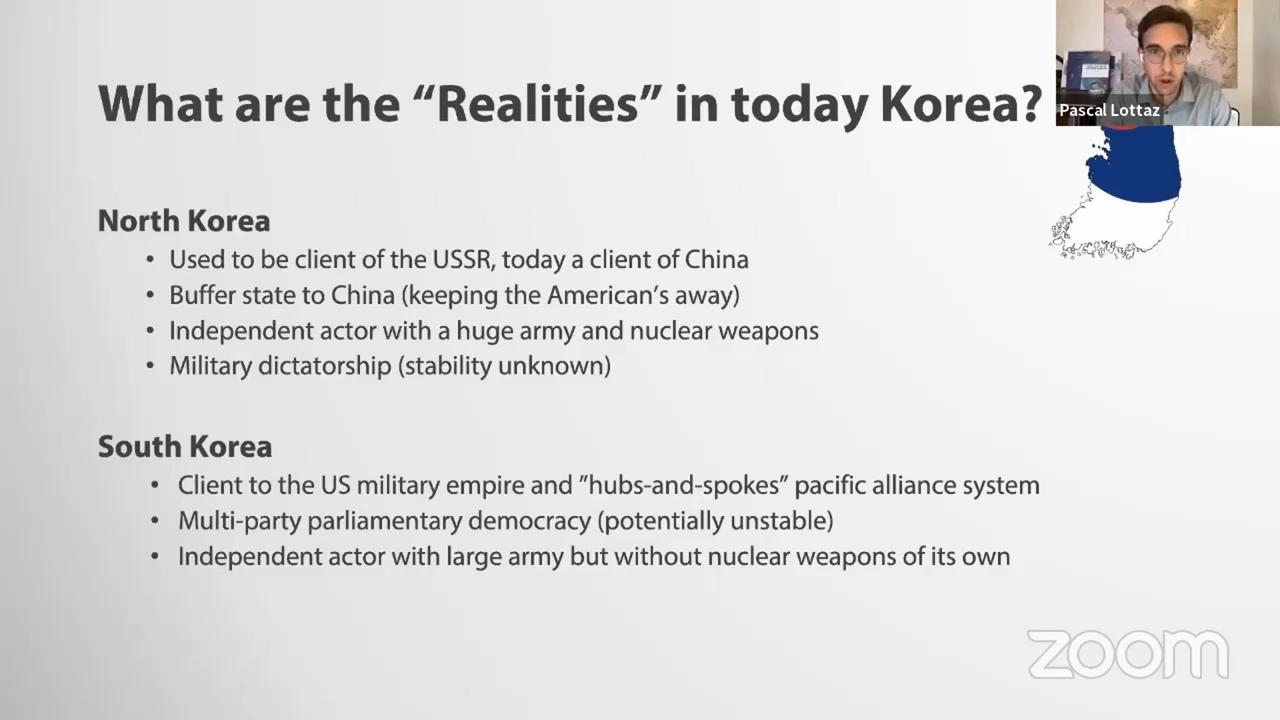 What are the “Realities” in today Korea?
Pascal Lottaz
North Korea
• Used to be client of the USSR, today a client of China
• Buffer state to China (keeping the American’s away)
• Independent actor with a huge army and nuclear weapons
• Military dictatorship (stability unknown)
South Korea
• Client to the US military empire and ”hubs-and-spokes” pacific alliance system
• Multi-party parliamentary democracy (potentially unstable)
• Independent actor with large army but without nuclear weapons of its own
zoom